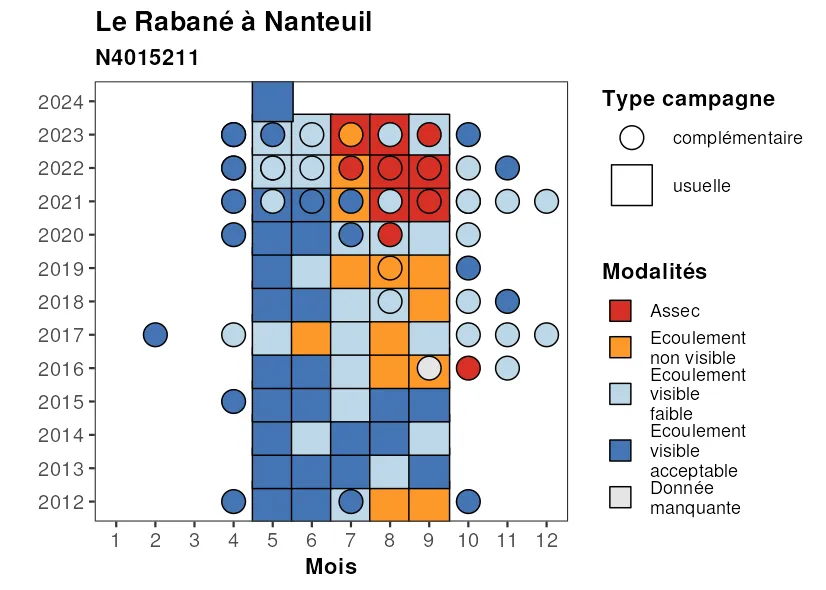 Le Rabané à Nanteuil
N4015211
2024
2023
2022
2021
2020
2019
2018
2017
2016
2015
2014
2013
2012
1 2 3 4 5 6 7 8 9 10 11 12
Mois
Type campagne
complémentaire
usuelle
Modalités
Assec
Ecoulement
non visible
Ecoulement
visible
faible
Ecoulement
visible
acceptable
Donnée
manquante